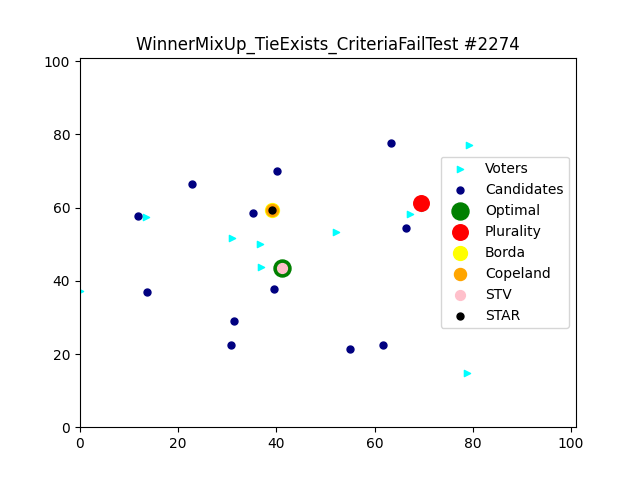 WinnerMixUp_TieExists_CriteriaFailTest #2274
100
80
60
40
20
0
0 20 40 60 80 100
Voters
Candidates
Optimal
Plurality
Borda
Copeland
STV
STAR